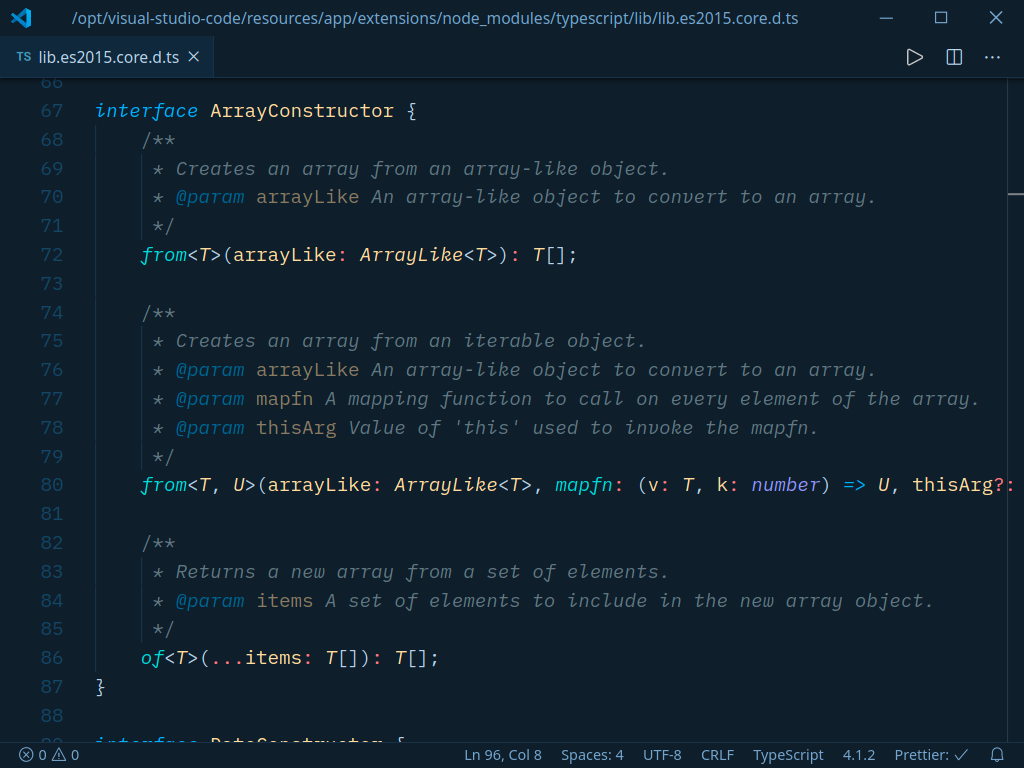 /opt/visual-studio-code/resources/app/extensions/node_modules/typescript/lib/lib.es2015.core.d.ts
TS lib.es2015.core.d.ts
66
67 interface ArrayConstructor {
68     /**
69      * Creates an array from an array-like object.
70      * @param arrayLike An array-like object to convert to an array.
71      */
72     from<T>(arrayLike: ArrayLike<T>): T[];
73
74     /**
75      * Creates an array from an iterable object.
76      * @param arrayLike An array-like object to convert to an array.
77      * @param mapfn A mapping function to call on every element of the array.
78      * @param thisArg Value of 'this' used to invoke the mapfn.
79      */
80     from<T, U>(arrayLike: ArrayLike<T>, mapfn: (v: T, k: number) => U, thisArg?:
81
82     /**
83      * Returns a new array from a set of elements.
84      * @param items A set of elements to include in the new array object.
85      */
86     of<T>(...items: T[]): T[];
87 }
88
89 interface DateConstructor {
0 0 Ln 96, Col 8 Spaces: 4 UTF-8 CRLF TypeScript 4.1.2 Prettier: ✓